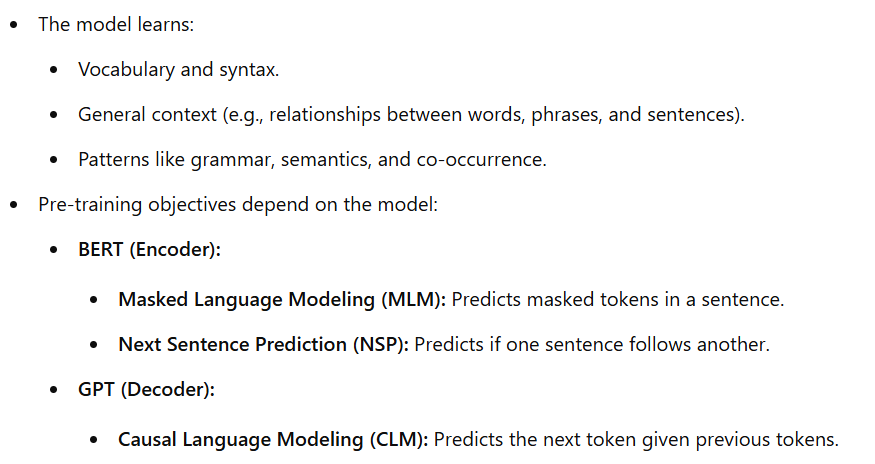 The model learns:
Vocabulary and syntax.
General context (e.g., relationships between words, phrases, and sentences).
Patterns like grammar, semantics, and co-occurrence.
Pre-training objectives depend on the model:
BERT (Encoder):
Masked Language Modeling (MLM): Predicts masked tokens in a sentence.
Next Sentence Prediction (NSP): Predicts if one sentence follows another.
GPT (Decoder):
Causal Language Modeling (CLM): Predicts the next token given previous tokens.